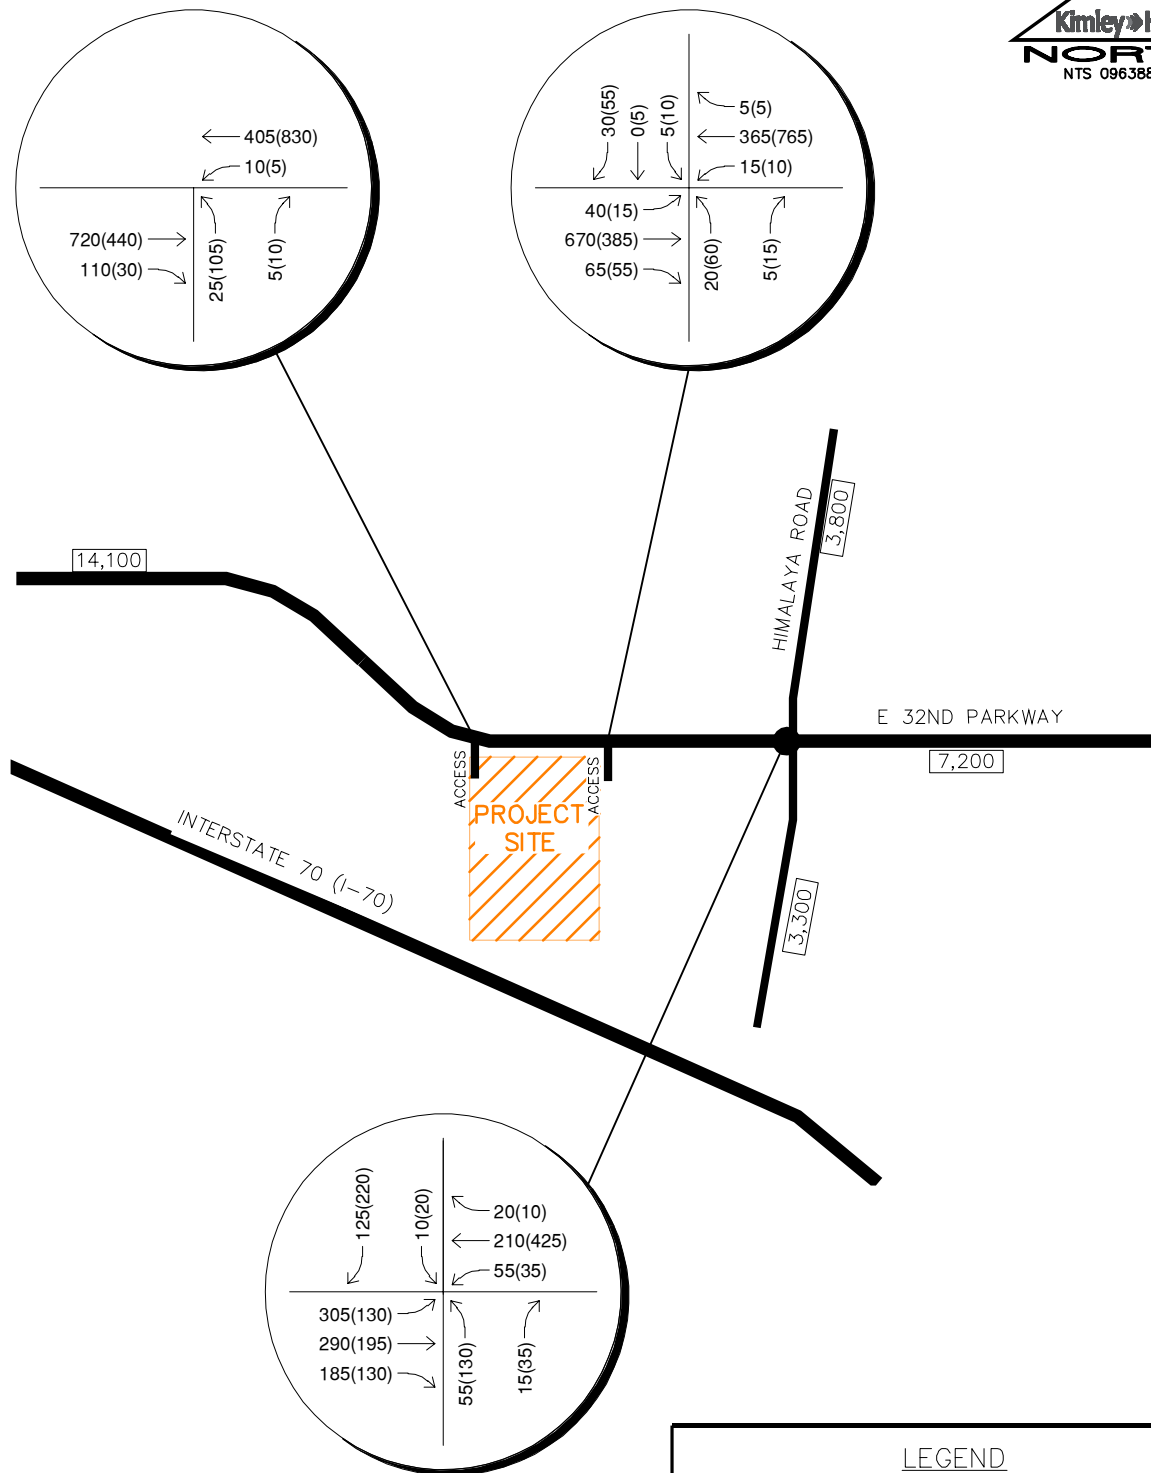 Kimley»H
NORT
NTS 096388
405(830)
10(5)
720(440)
110(30)
25(105)
5(10)
30(55)
0(5)
5(10)
5(5)
365(765)
15(10)
40(15)
670(385)
65(55)
20(60)
5(15)
14,100
3,800
HIMALAYA ROAD
E 32ND PARKWAY
7,200
ACCESS
ACCESS
PROJECT
SITE
INTERSTATE 70 (I-70)
3,300
125(220)
10(20)
20(10)
210(425)
55(35)
305(130)
290(195)
185(130)
55(130)
15(35)
LEGEND